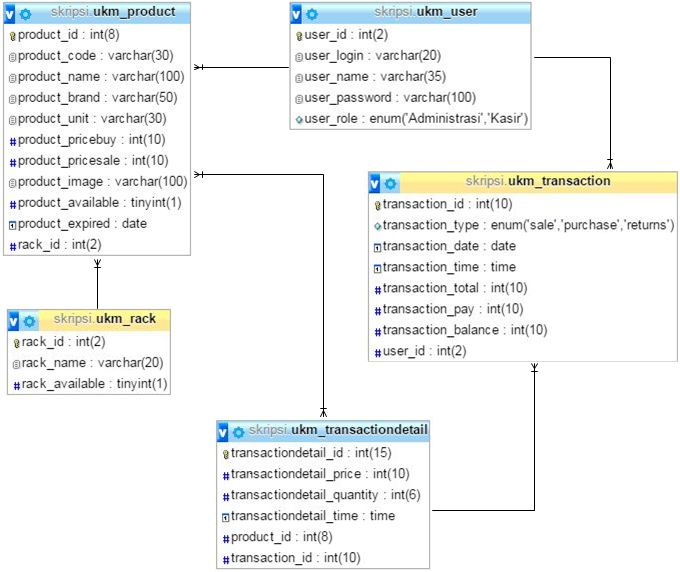 skripsi.ukm_product
product_id : int(8)
product_code : varchar(30)
product_name : varchar(100)
product_brand : varchar(50)
product_unit : varchar(30)
product_pricebuy : int(10)
product_pricesale : int(10)
product_image : varchar(100)
product_available : tinyint(1)
product_expired : date
rack_id : int(2)
skripsi.ukm_user
user_id : int(2)
user_login : varchar(20)
user_name : varchar(35)
user_password : varchar(100)
user_role : enum('Administrasi','Kasir')
skripsi.ukm_transaction
transaction_id : int(10)
transaction_type : enum('sale','purchase','returns')
transaction_date : date
transaction_time : time
transaction_total : int(10)
transaction_pay : int(10)
transaction_balance : int(10)
user_id : int(2)
skripsi.ukm_rack
rack_id : int(2)
rack_name : varchar(20)
rack_available : tinyint(1)
skripsi.ukm_transactiondetail
transactiondetail_id : int(15)
transactiondetail_price : int(10)
transactiondetail_quantity : int(6)
transactiondetail_time : time
product_id : int(8)
transaction_id : int(10)